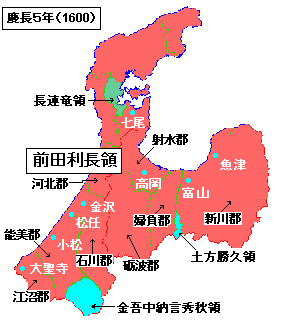 慶長5年(1600)
長連竜領
七尾
射水郡
前田利長領
魚津
河北郡
高岡
富山
金沢
婦負郡
新川郡
松任
能美郡
小松
土方勝久領
大聖寺
石川郡
砺波郡
江沼郡
金吾中納言秀秋領